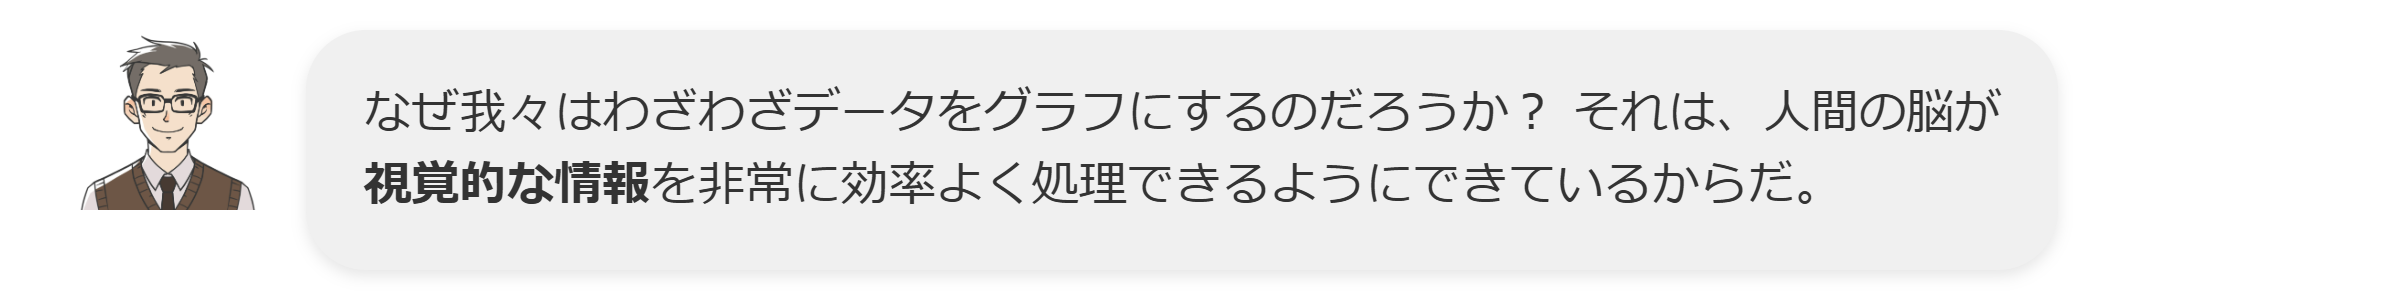 なぜ我々はわざわざデータをグラフにするのだろうか？ それは、人間の脳が
視覚的な情報を非常に効率よく処理できるようにできているからだ。